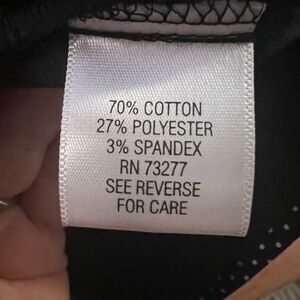 70% COTTON
27% POLYESTER
3% SPANDEX
RN 73277
SEE REVERSE
FOR CARE